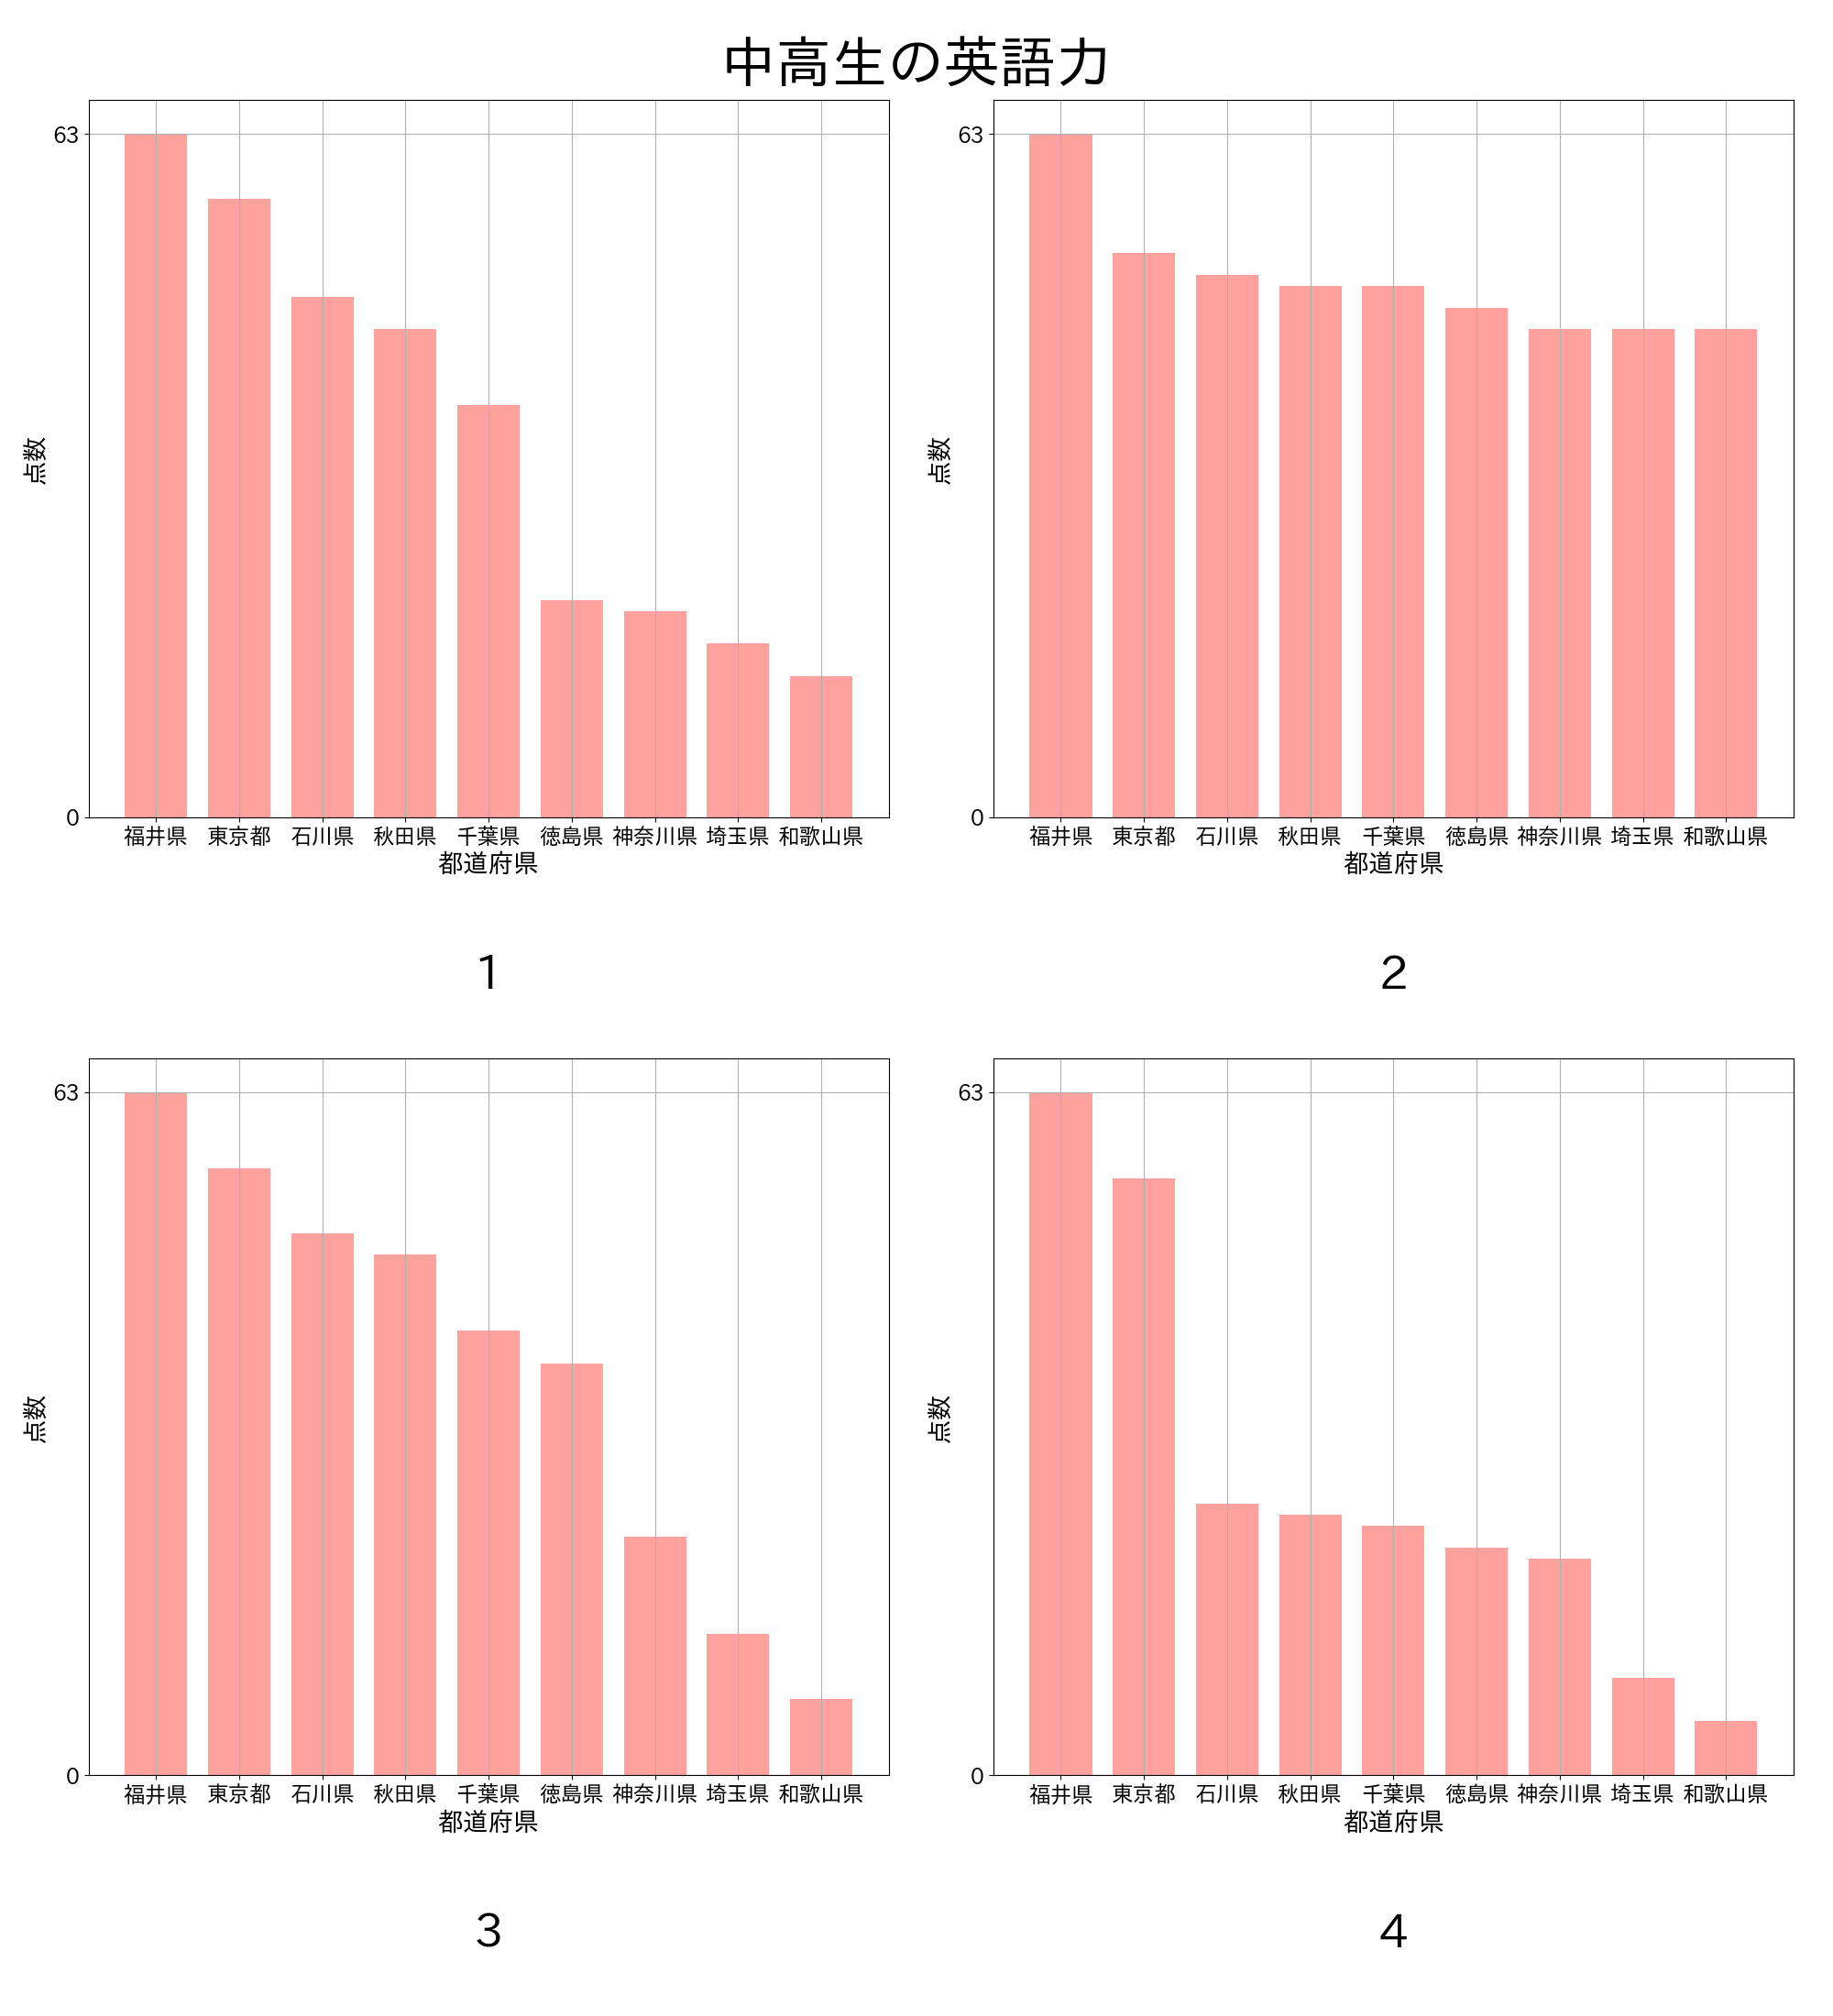 中高生の英語力
63
0
点数
福井県 東京都 石川県 秋田県 千葉県 徳島県 神奈川県 埼玉県 和歌山県
都道府県
1
63
0
点数
福井県 東京都 石川県 秋田県 千葉県 徳島県 神奈川県 埼玉県 和歌山県
都道府県
2
63
0
点数
福井県 東京都 石川県 秋田県 千葉県 徳島県 神奈川県 埼玉県 和歌山県
都道府県
3
63
0
点数
福井県 東京都 石川県 秋田県 千葉県 徳島県 神奈川県 埼玉県 和歌山県
都道府県
4